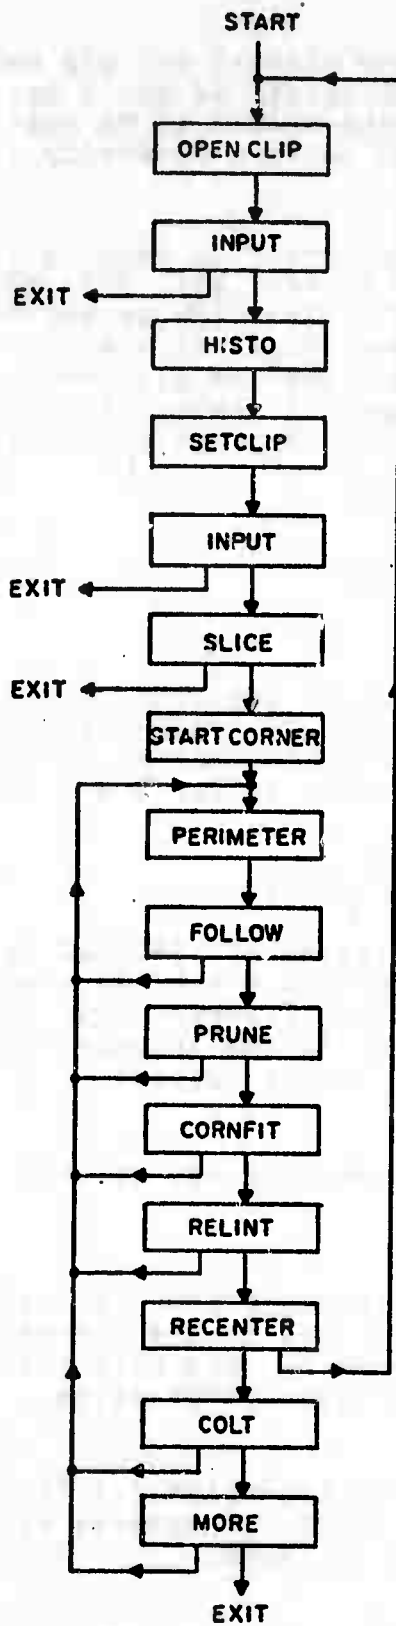 START
OPEN CLIP
INPUT
EXIT
HISTO
SETCLIP
INPUT
EXIT
SLICE
EXIT
START CORNER
PERIMETER
FOLLOW
PRUNE
CORNFIT
RELINT
RECENTER
COLT
MORE
EXIT